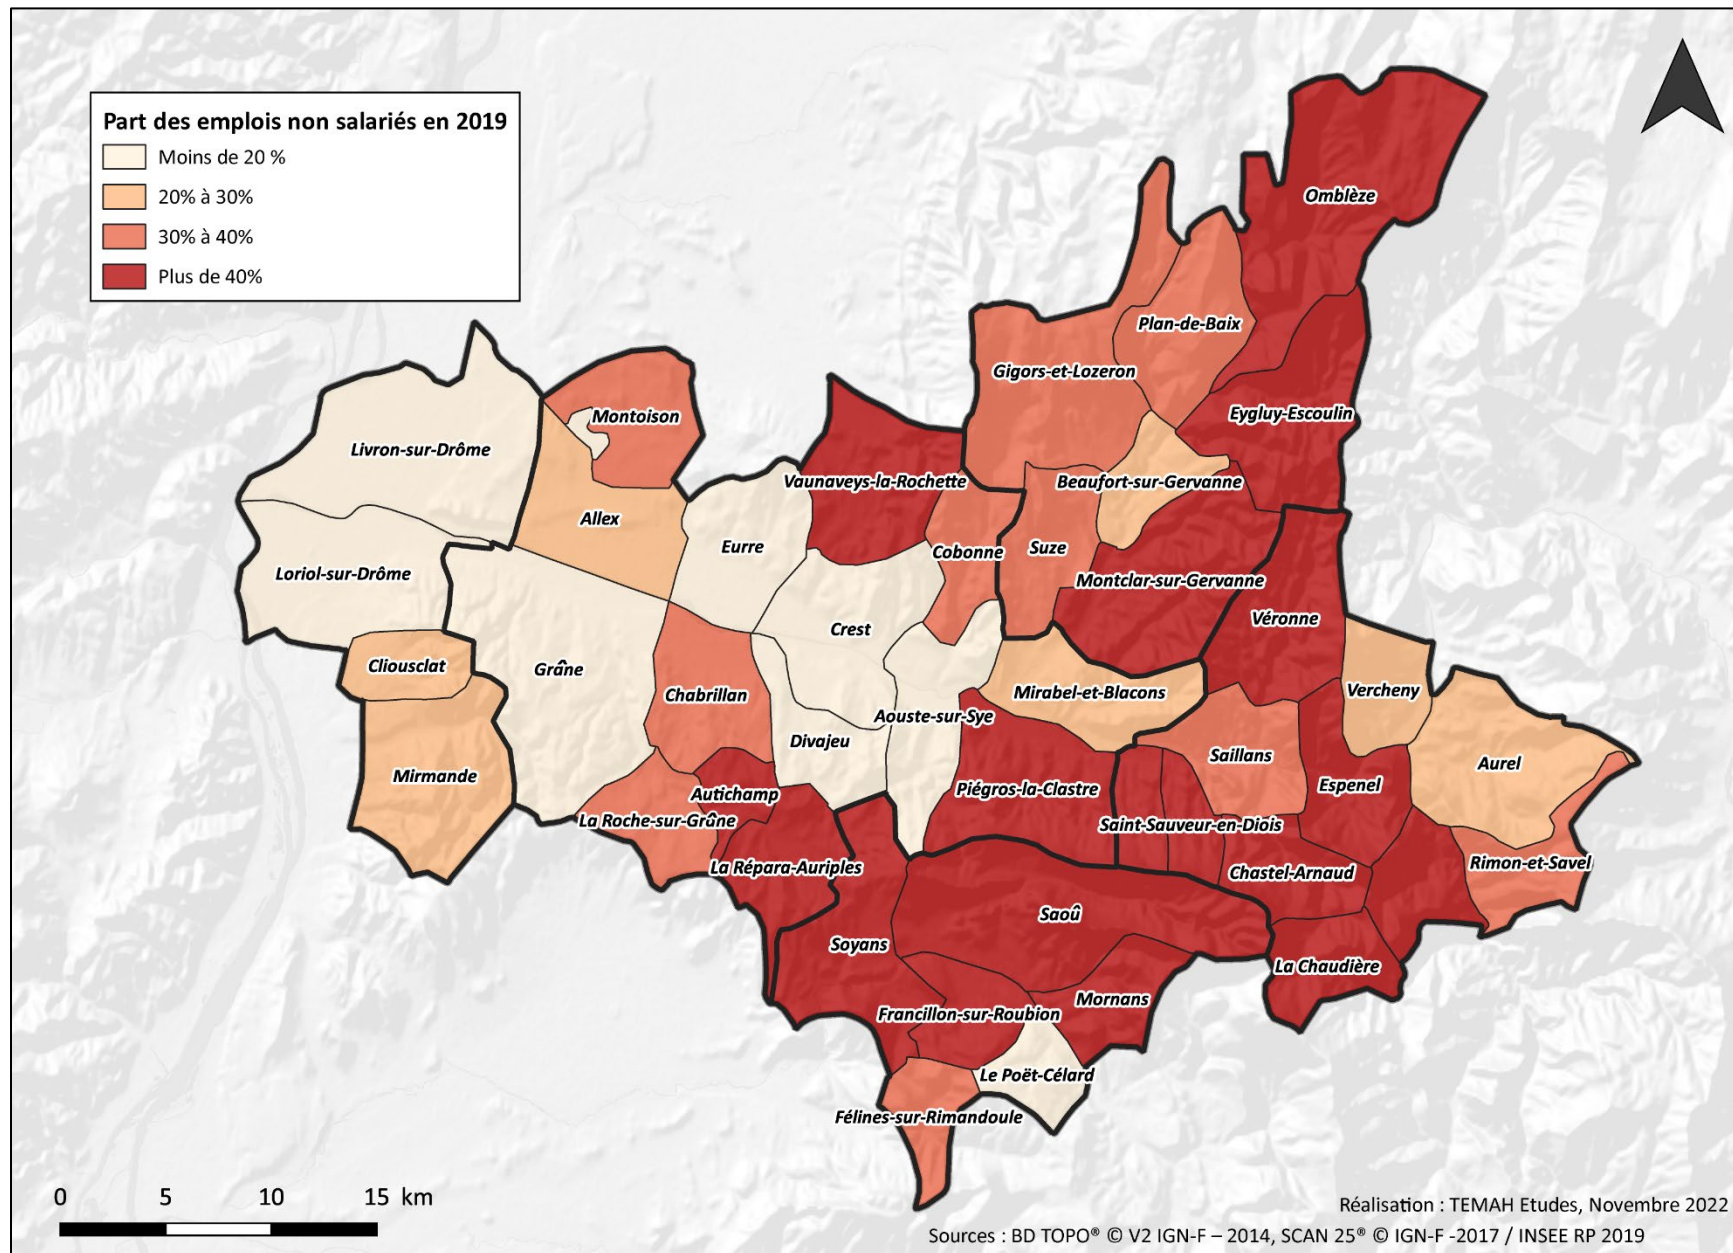 Part des emplois non salariés en 2019
Moins de 20 %
20% à 30%
30% à 40%
Plus de 40%
Omblèze
Plan-de-Baix
Gigors-et-Lozeron
Eygluy-Escoulin
Montoison
Livron-sur-Drôme
Vaunaveys-la-Rochette
Beaufort-sur-Gervanne
Allex
Eurre
Cobonne
Suze
Loriol-sur-Drôme
Montclar-sur-Gervanne
Véronne
Crest
Cliousclat
Grâne
Chabrillan
Mirabel-et-Blacons
Vercheny
Aouste-sur-Sye
Divajeu
Saillans
Aurel
Mirmande
Espenel
Autichamp
Piégros-la-Clastre
La Roche-sur-Grâne
Saint-Sauveur-en-Diois
La Répara-Auriples
Chastel-Arnaud
Rimon-et-Savel
Saoû
Soyans
La Chaudière
Mornans
Francillon-sur-Roubion
Le Poët-Célard
Félines-sur-Rimandoule
0 5 10 15 km
Réalisation : TEMAH Etudes, Novembre 2022
Sources : BD TOPO® © V2 IGN-F – 2014, SCAN 25® © IGN-F -2017 / INSEE RP 2019